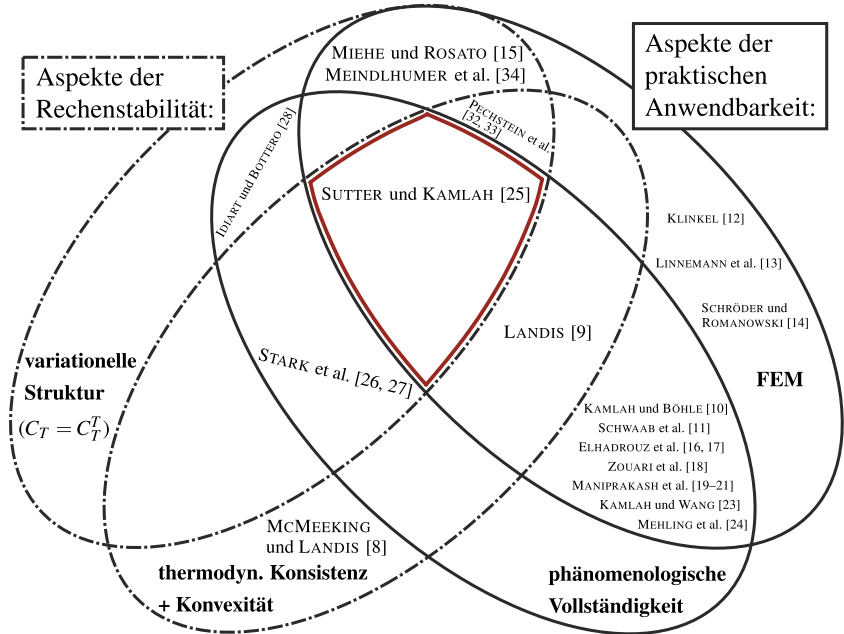 Aspekte der
Rechenstabilität:
Aspekte der
praktischen
Anwendbarkeit:
MIEHE und ROSATO [15]
MEINDLHUMER et al. [34]
PECHSTEIN et al.
[32, 33]
IDIART und BOTTERO [28]
SUTTER und KAMLAH [25]
KLINKEL [12]
LINNEMANN et al. [13]
SCHRÖDER und
ROMANOWSKI [14]
LANDIS [9]
STARK et al. [26, 27]
variationelle
Struktur
(C_T = C_T^T)
FEM
KAMLAH und BÖHLE [10]
SCHWAAB et al. [11]
ELHADROUZ et al. [16, 17]
ZOUARI et al. [18]
MANIPRAKASH et al. [19–21]
KAMLAH und WANG [23]
MEHLING et al. [24]
MCMEEKING
und LANDIS [8]
thermodyn. Konsistenz
+ Konvexität
phänomenologische
Vollständigkeit